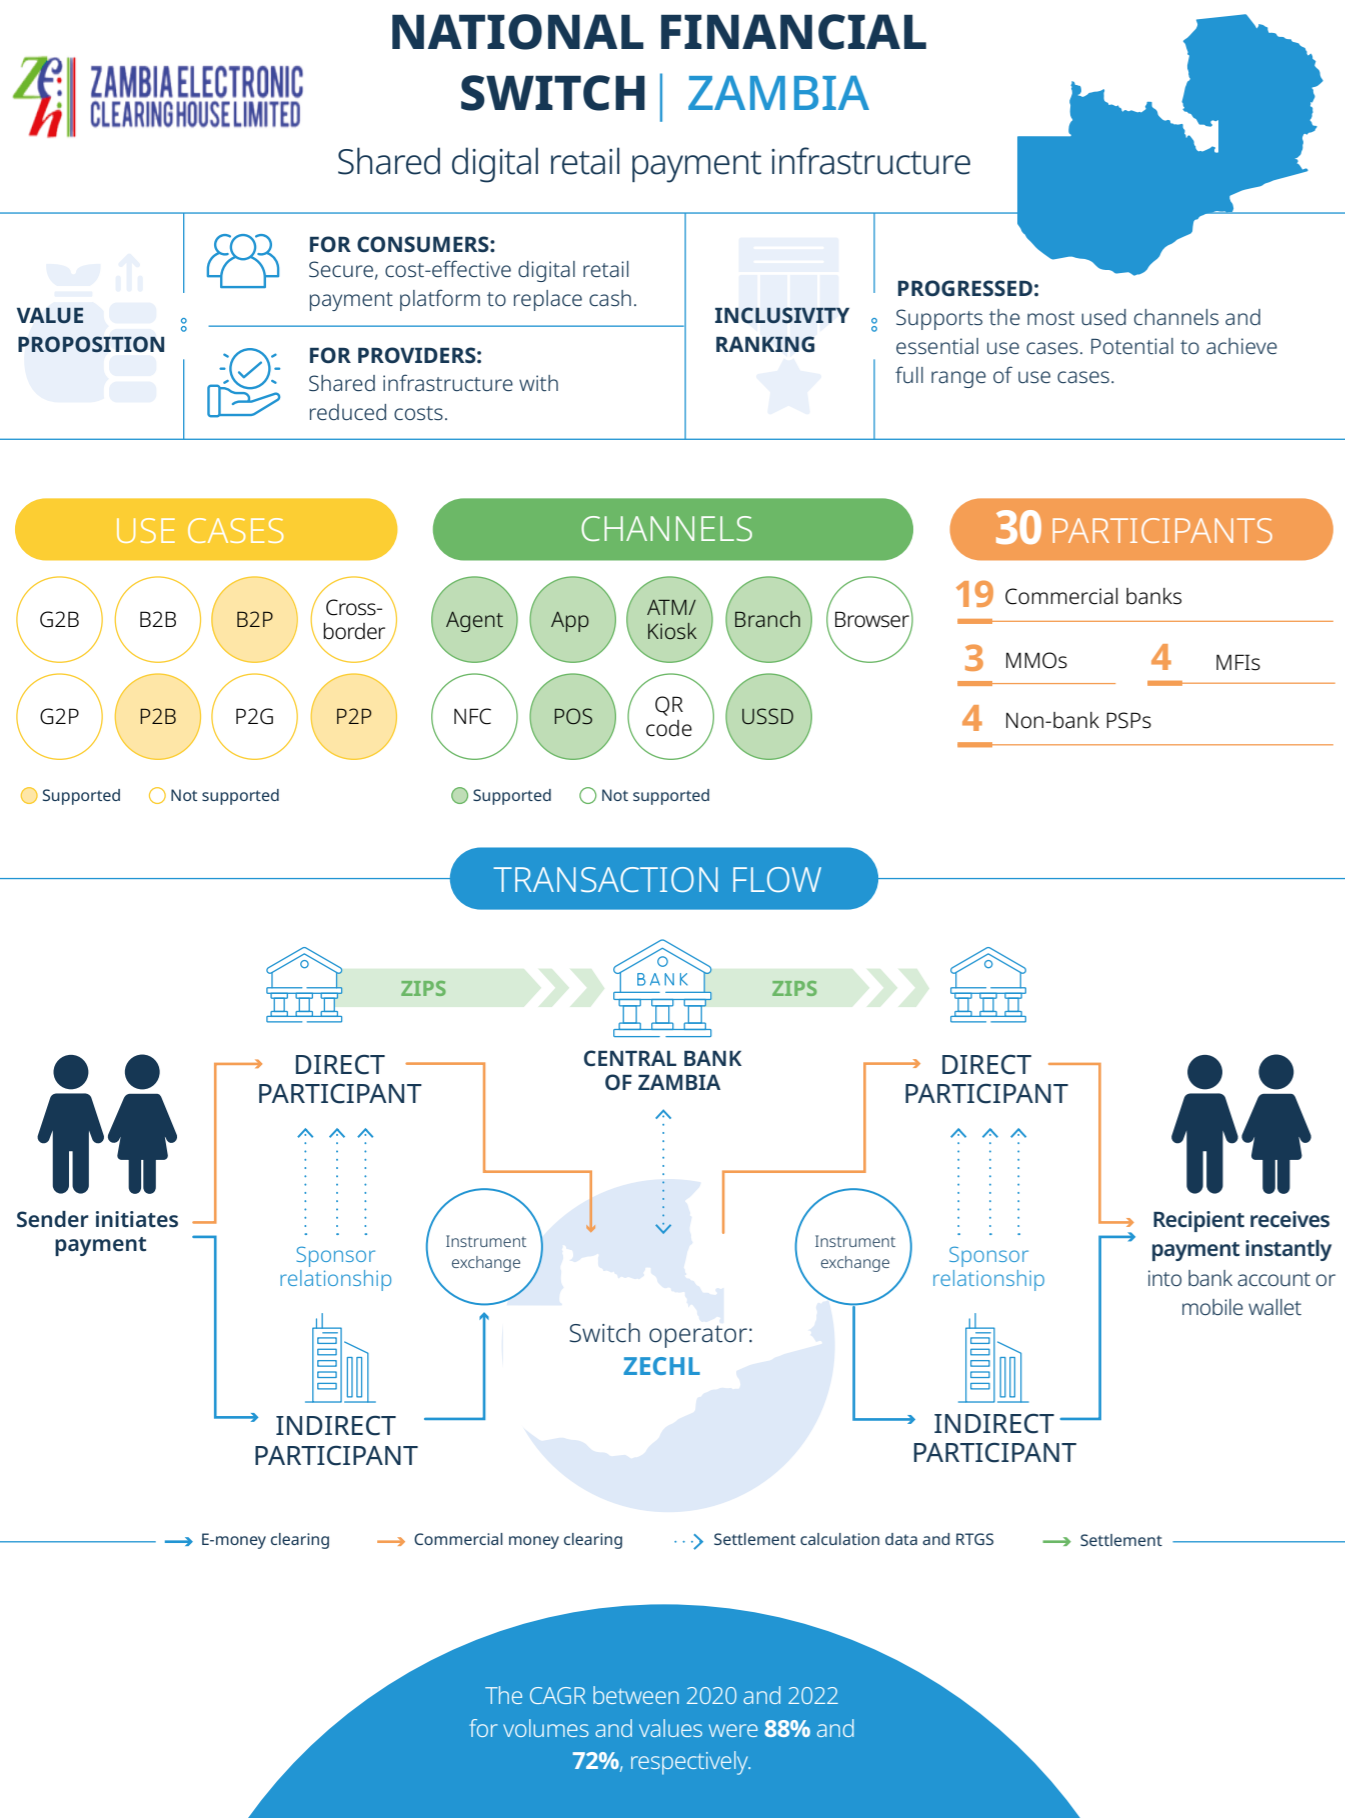 NATIONAL FINANCIAL
SWITCH| ZAMBIA
ZAMBIA ELECTRONIC
CLEARING HOUSE LIMITED
Shared digital retail payment infrastructure
VALUE
PROPOSITION
FOR CONSUMERS:
Secure, cost-effective digital retail
payment platform to replace cash.
FOR PROVIDERS:
Shared infrastructure with
reduced costs.
INCLUSIVITY
RANKING
PROGRESSED:
Supports the most used channels and
essential use cases. Potential to achieve
full range of use cases.
USE CASES
G2B
B2B
B2P
Cross-
border
G2P
P2B
P2G
P2P
Supported
Not supported
CHANNELS
Agent
App
ATM/
Kiosk
Branch
Browser
NFC
POS
QR
code
USSD
Supported
Not supported
30 PARTICIPANTS
19 Commercial banks
3 MMOs
4 MFIs
4 Non-bank PSPs
TRANSACTION FLOW
ZIPS
BANK
ZIPS
CENTRAL BANK
OF ZAMBIA
DIRECT
PARTICIPANT
DIRECT
PARTICIPANT
Sender initiates
payment
Sponsor
relationship
Instrument
exchange
Instrument
exchange
Sponsor
relationship
Recipient receives
payment instantly
into bank account or
mobile wallet
Switch operator:
ZECHL
INDIRECT
PARTICIPANT
INDIRECT
PARTICIPANT
E-money clearing
Commercial money clearing
Settlement calculation data and RTGS
Settlement
The CAGR between 2020 and 2022
for volumes and values were 88% and
72%, respectively.